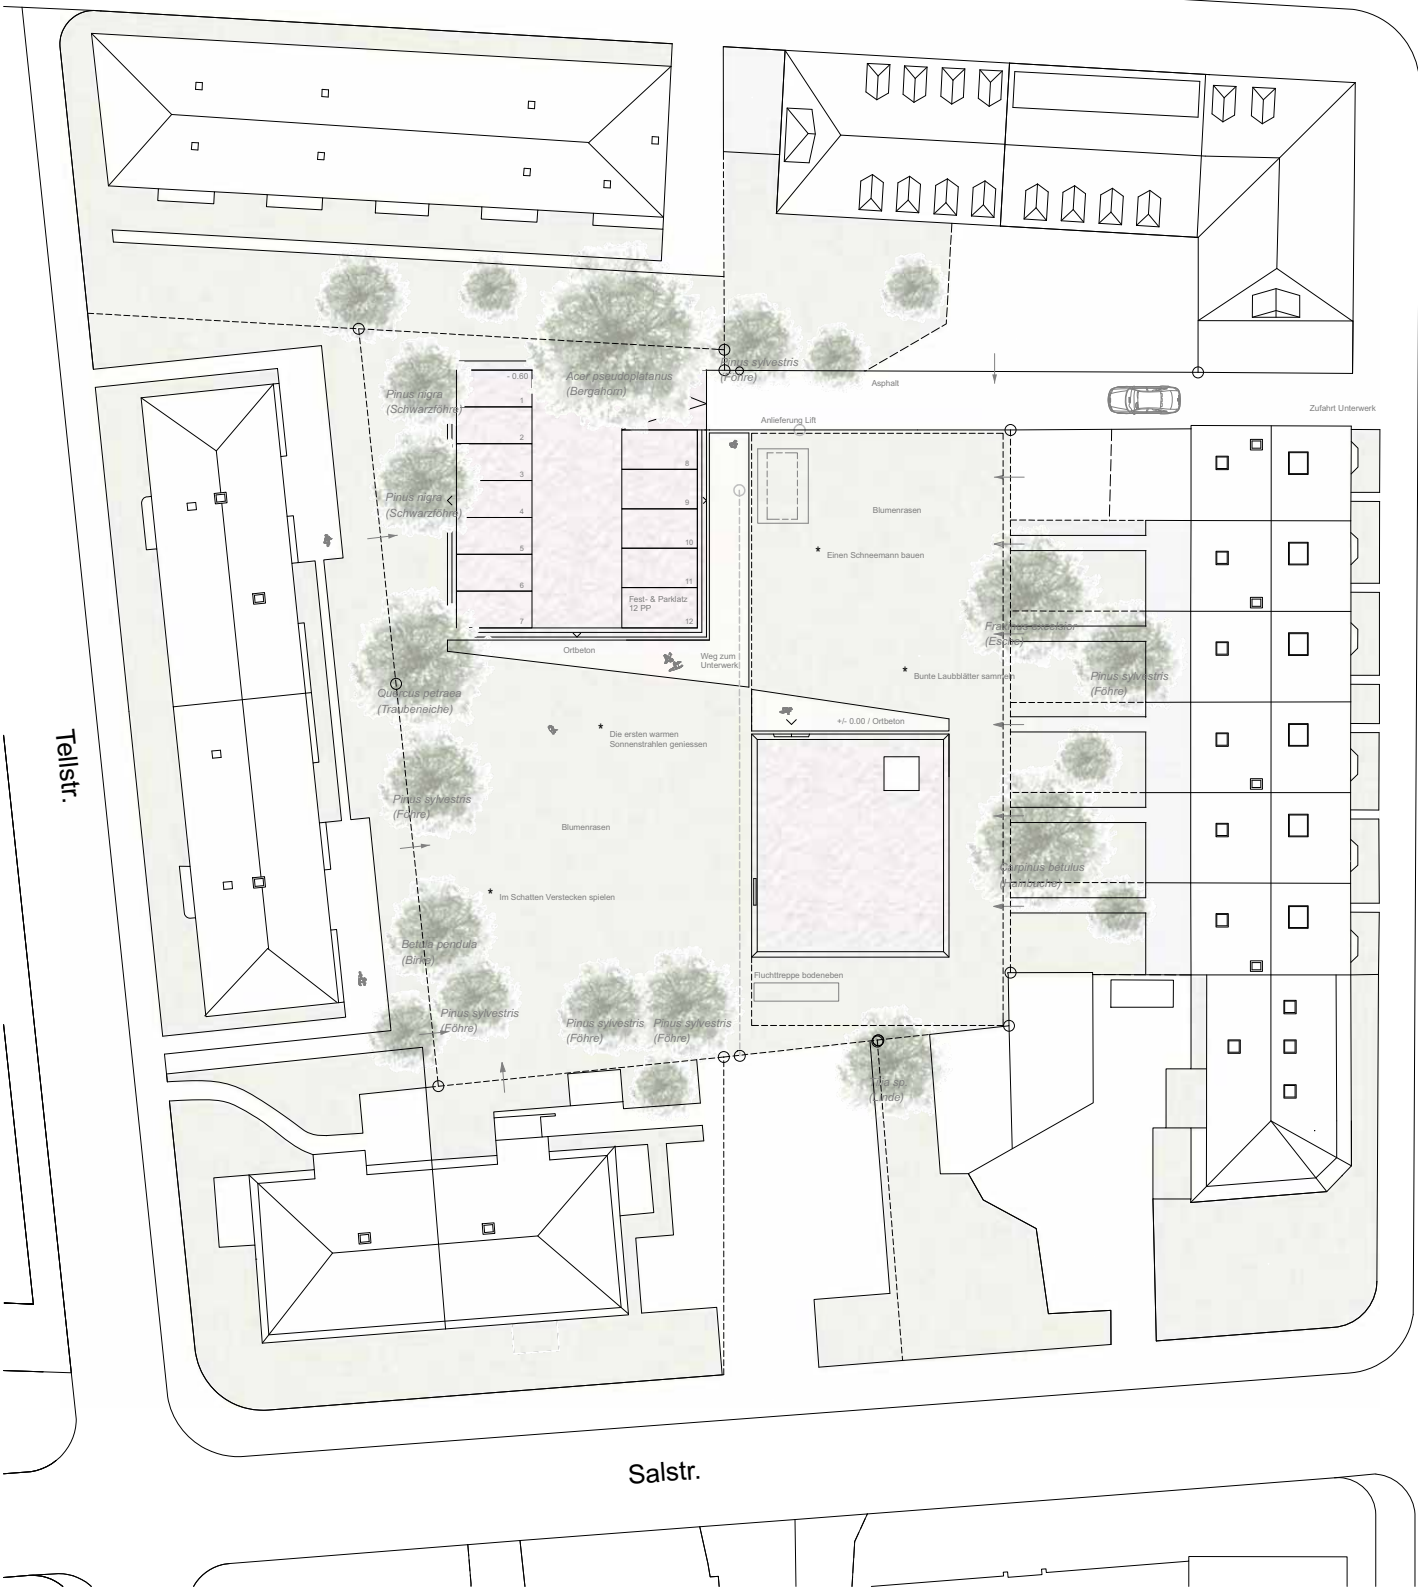 Pinus sylvestris
(Föhre)
Acer pseudoplatanus
(Bergahorn)
- 0.60
Pinus nigra
(Schwarzföhre)
Asphalt
Zufahrt Unterwerk
Anlieferung Lift
1
2
3
4
5
6
7
8
9
10
11
12
Pinus nigra
(Schwarzföhre)
Blumenrasen
* Einen Schneemann bauen
Fest- & Parklatz
12 PP
Fraxinus excelsior
(Esche)
Ortbeton
Weg zum
Unterwerk
* Bunte Laubblätter sammeln
Pinus sylvestris
(Föhre)
Quercus petraea
(Traubeneiche)
+/- 0.00 / Ortbeton
* Die ersten warmen
Sonnenstrahlen geniessen
Tellstr.
Pinus sylvestris
(Föhre)
Blumenrasen
Carpinus betulus
(Hainbuche)
* Im Schatten Verstecken spielen
Betula pendula
(Birke)
Fluchttreppe bodeneben
Pinus sylvestris
(Föhre)
Pinus sylvestris
(Föhre)
Pinus sylvestris
(Föhre)
sp.
(Linde)
Salstr.